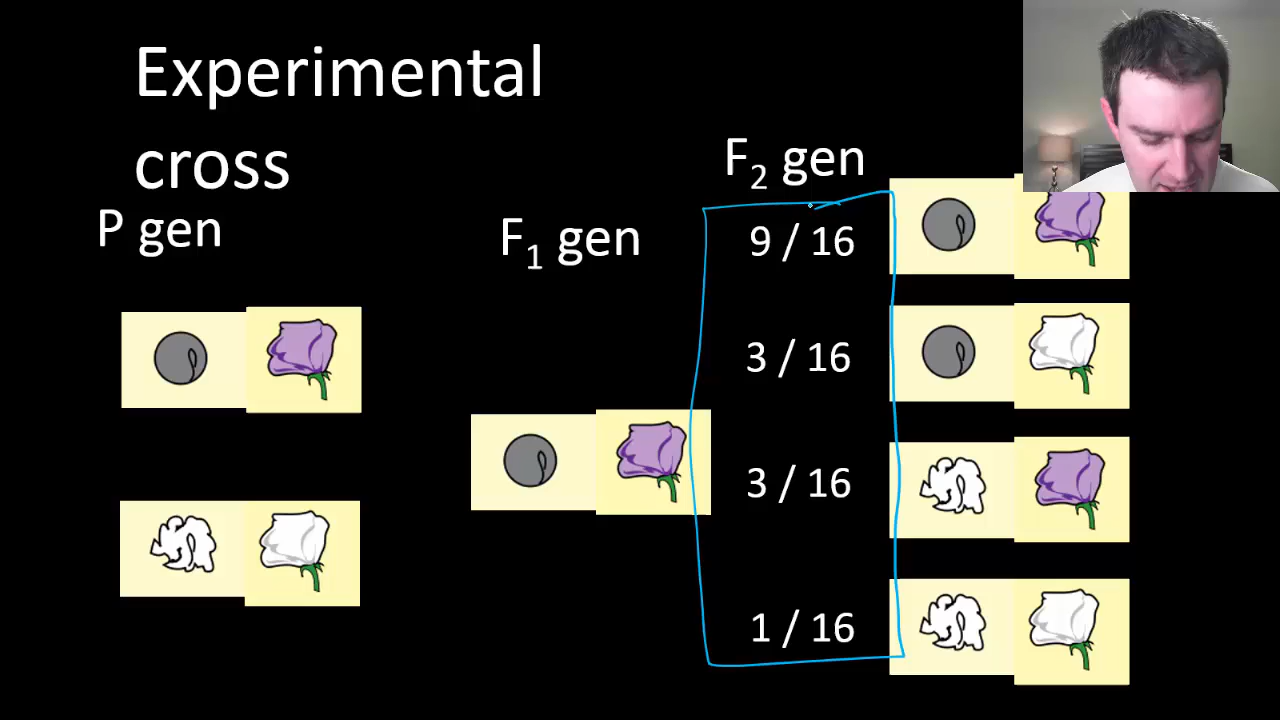 Experimental
cross
P gen
F₁ gen
F₂ gen
9 / 16
3 / 16
3 / 16
1 / 16